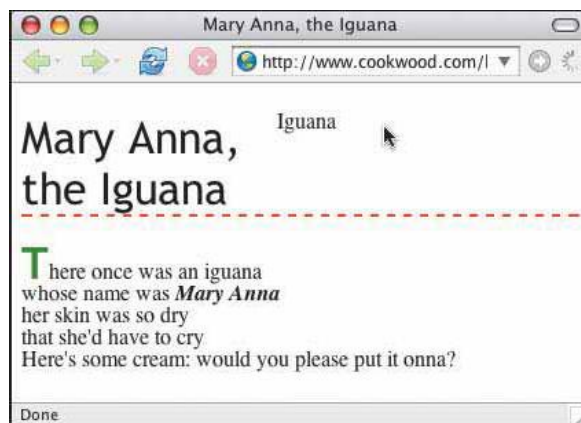 Mary Anna, the Iguana
http://www.cookwood.com/l
Mary Anna,
the Iguana
Iguana
There once was an iguana
whose name was Mary Anna
her skin was so dry
that she'd have to cry
Here's some cream: would you please put it onna?
Done